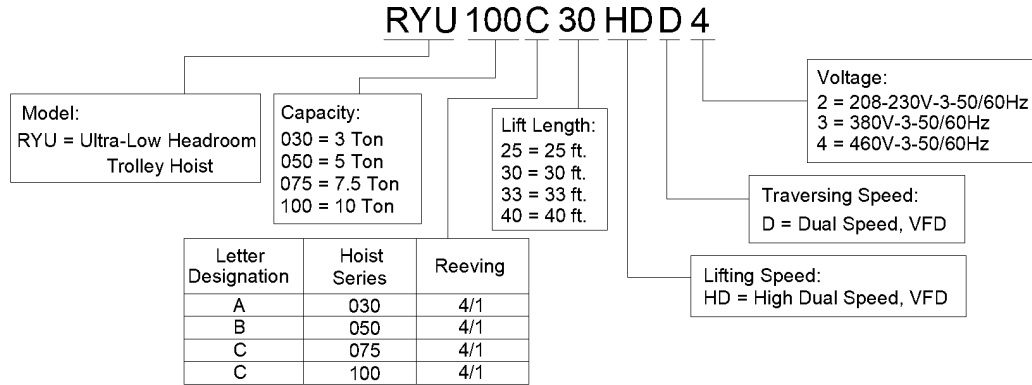 RYU 100 C 30 HD D 4
Model:
RYU = Ultra-Low Headroom
Trolley Hoist
Capacity:
030 = 3 Ton
050 = 5 Ton
075 = 7.5 Ton
100 = 10 Ton
Lift Length:
25 = 25 ft.
30 = 30 ft.
33 = 33 ft.
40 = 40 ft.
Voltage:
2 = 208-230V-3-50/60Hz
3 = 380V-3-50/60Hz
4 = 460V-3-50/60Hz
Traversing Speed:
D = Dual Speed, VFD
Lifting Speed:
HD = High Dual Speed, VFD
Letter Designation Hoist Series Reeving
A 030 4/1
B 050 4/1
C 075 4/1
C 100 4/1